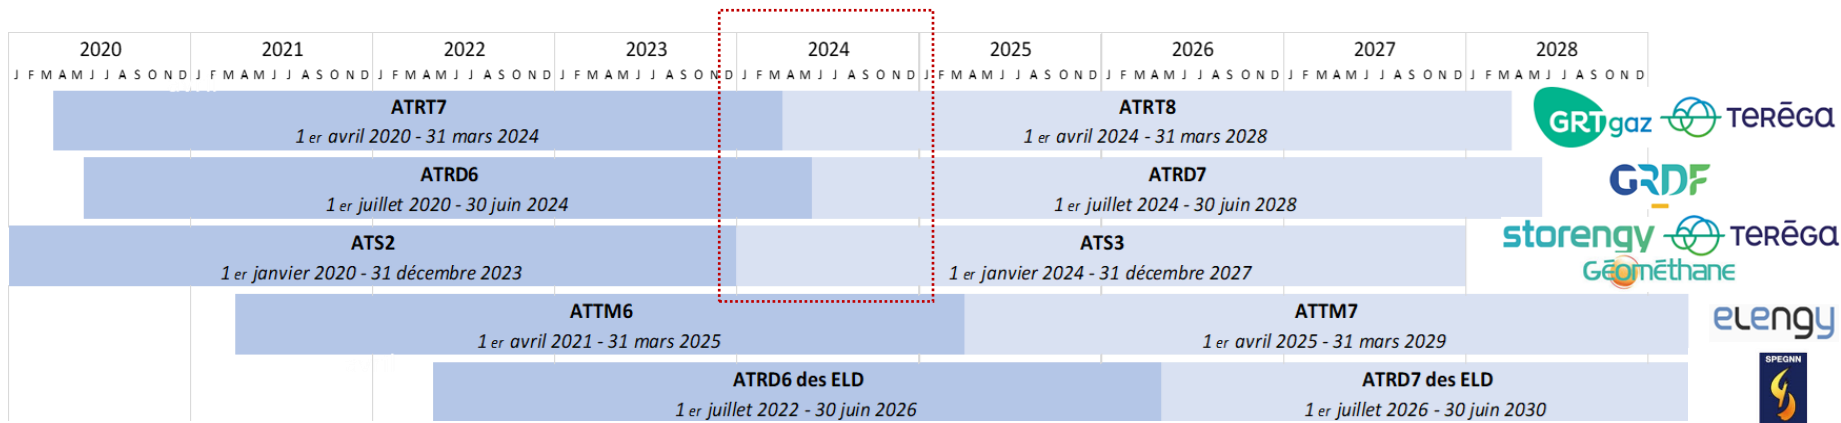 2020 2021 2022 2023 2024 2025 2026 2027 2028
J F M A M J J A S O N D J F M A M J J A S O N D J F M A M J J A S O N D J F M A M J J A S O N D J F M A M J J A S O N D J F M A M J J A S O N D J F M A M J J A S O N D J F M A M J J A S O N D J F M A M J J A S O N D
ATRT7 ATRT8
1 er avril 2020 - 31 mars 2024 1 er avril 2024 - 31 mars 2028
GRTgaz TERĒGA
ATRD6 ATRD7
1 er juillet 2020 - 30 juin 2024 1 er juillet 2024 - 30 juin 2028
GRDF
ATS2 ATS3
1 er janvier 2020 - 31 décembre 2023 1 er janvier 2024 - 31 décembre 2027
storengy TERĒGA
Géométhane
ATTM6 ATTM7
1 er avril 2021 - 31 mars 2025 1 er avril 2025 - 31 mars 2029
eLengy
ATRD6 des ELD ATRD7 des ELD
1 er juillet 2022 - 30 juin 2026 1 er juillet 2026 - 30 juin 2030
SPEGNN